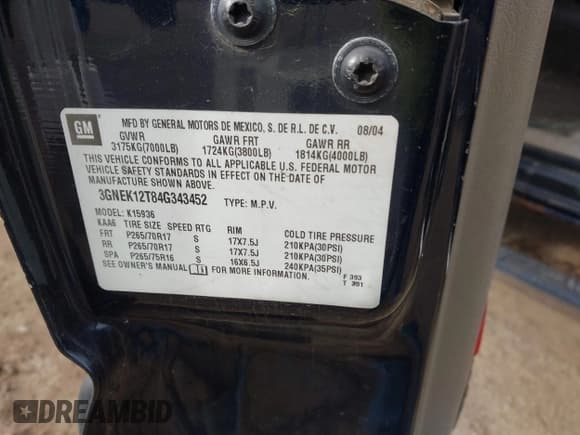 GM
MFD BY GENERAL MOTORS DE MEXICO, S. DE R.L. DE C.V. 08/04
GVWR GAWR FRT GAWR RR
3175KG(7000LB) 1724KG(3800LB) 1814KG(4000LB)
THIS VEHICLE CONFORMS TO ALL APPLICABLE U.S. FEDERAL MOTOR
VEHICLE SAFETY STANDARDS IN EFFECT ON THE DATE OF
MANUFACTURE SHOWN ABOVE.
3GNEK12T84G343452 TYPE: M.P.V.
MODEL: K15936
KAA6 TIRE SIZE SPEED RTG RIM COLD TIRE PRESSURE
FRT P265/70R17 S 17X7.5J 210KPA(30PSI)
RR P265/70R17 S 17X7.5J 210KPA(30PSI)
SPA P265/75R16 S 16X6.5J 240KPA(35PSI)
SEE OWNER'S MANUAL FOR MORE INFORMATION. F 393
T 391
DREAMBID